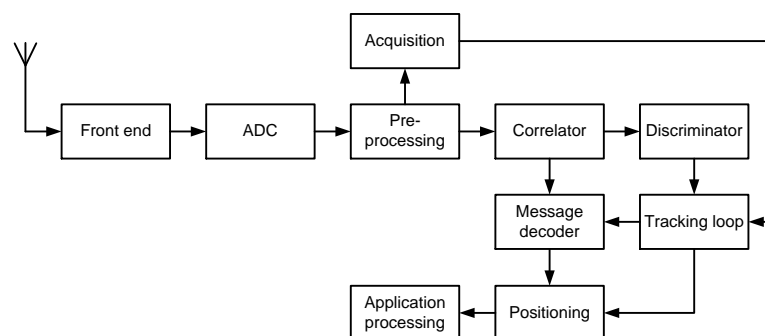 Acquisition
Front end
ADC
Pre-
processing
Correlator
Discriminator
Message
decoder
Tracking loop
Application
processing
Positioning